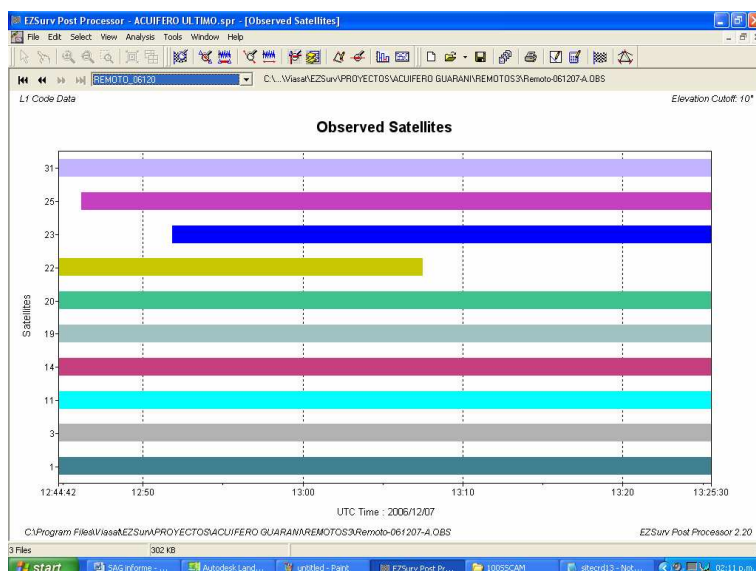 EZSurv Post Processor - ACUIFERO ULTIMO.spr - [Observed Satellites]
File Edit Select View Analysis Tools Window Help
REMOTO_06120 C:\...\Viasat\EZSurv\PROYECTOS\ACUIFERO GUARANI\REMOTOS3\Remoto-061207-A.OBS
L1 Code Data Elevation Cutoff: 10°
Observed Satellites
31
25
23
22
20
19
14
11
3
1
Satellites
12:44:42 12:50 13:00 13:10 13:20 13:25:30
UTC Time : 2006/12/07
C:\Program Files\Viasat\EZSurv\PROYECTOS\ACUIFERO GUARANI\REMOTOS3\Remoto-061207-A.OBS EZSurv Post Processor 2.20
3 Files 302 KB
start SAG informe - ... Autodesk Land... untitled - Paint EZSurv Post Pr... 100SSCAM sitecrd13 - Not... 02:11 p.m.